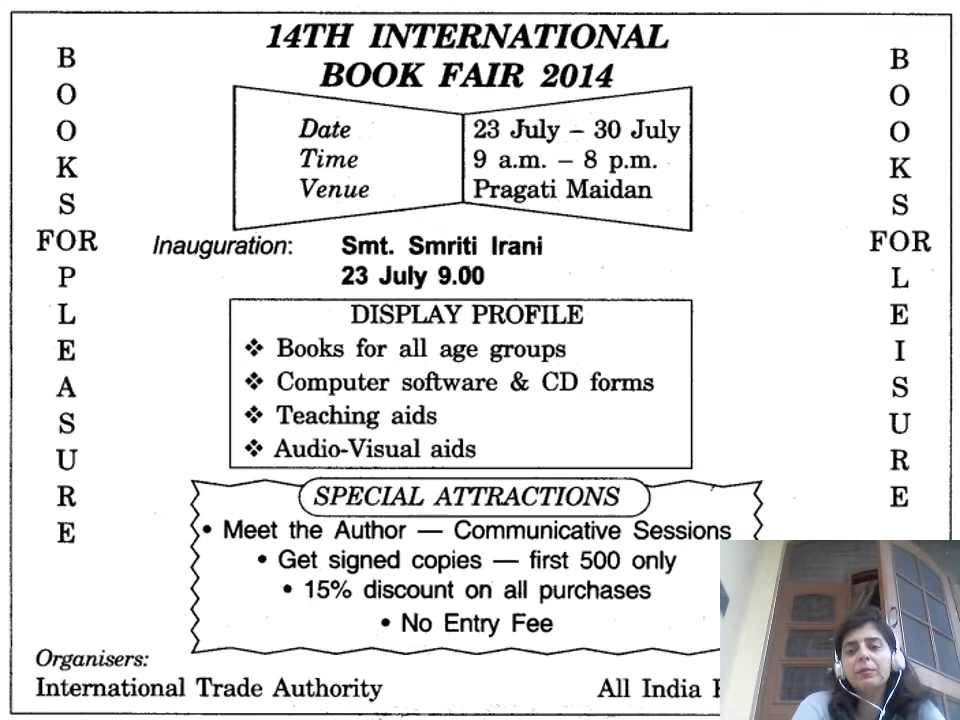 14TH INTERNATIONAL
BOOK FAIR 2014
BOOKS FOR PLEASURE
Date 23 July – 30 July
Time 9 a.m. – 8 p.m.
Venue Pragati Maidan
Inauguration: Smt. Smriti Irani
23 July 9.00
DISPLAY PROFILE
❖ Books for all age groups
❖ Computer software & CD forms
❖ Teaching aids
❖ Audio-Visual aids
SPECIAL ATTRACTIONS
• Meet the Author — Communicative Sessions
• Get signed copies — first 500 only
• 15% discount on all purchases
• No Entry Fee
BOOKS FOR LEISURE
Organisers:
International Trade Authority
All India